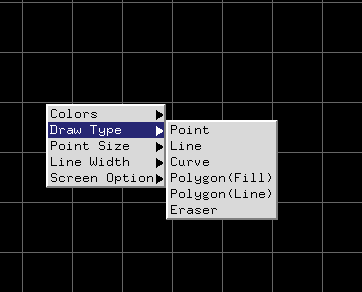 Colors
Draw Type
Point Size
Line Width
Screen Option
Point
Line
Curve
Polygon(Fill)
Polygon(Line)
Eraser